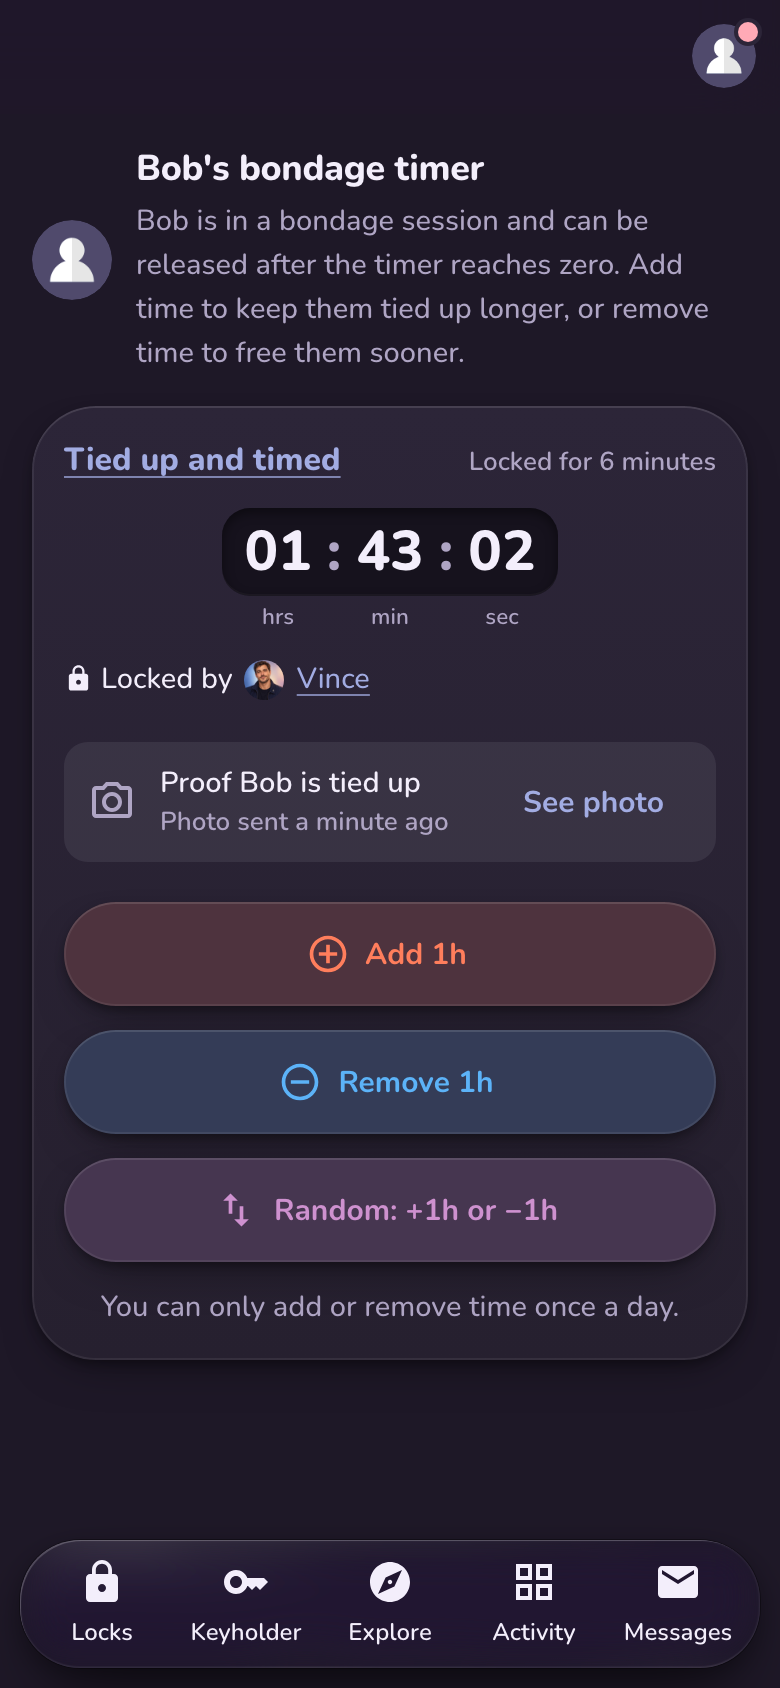 Bob's bondage timer
Bob is in a bondage session and can be
released after the timer reaches zero. Add
time to keep them tied up longer, or remove
time to free them sooner.
Tied up and timed
Locked for 6 minutes
01 : 43 : 02
hrs min sec
Locked by Vince
Proof Bob is tied up
Photo sent a minute ago
See photo
Add 1h
Remove 1h
Random: +1h or −1h
You can only add or remove time once a day.
Locks Keyholder Explore Activity Messages